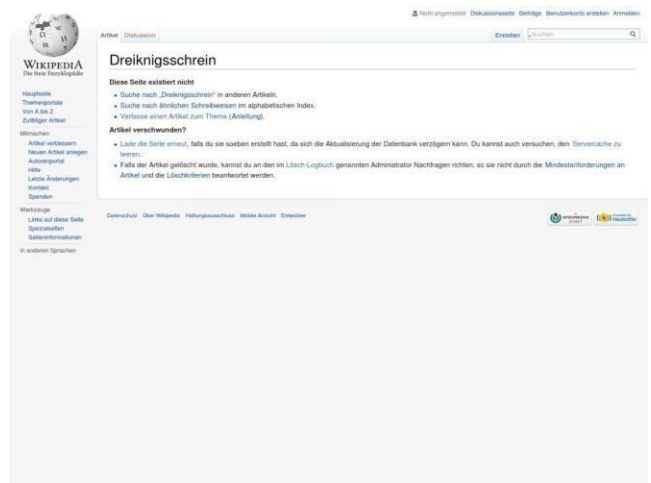 Nicht angemeldet Diskussionsseite Beiträge Benutzerkonto erstellen Anmelden
Artikel Diskussion
Erstellen Suchen
WIKIPEDIA
Die freie Enzyklopädie
Hauptseite
Themenportale
Von A bis Z
Zufälliger Artikel
Mitmachen
Artikel verbessern
Neuen Artikel anlegen
Autorenportal
Hilfe
Letzte Änderungen
Kontakt
Spenden
Werkzeuge
Links auf diese Seite
Spezialseiten
Seiteninformationen
In anderen Sprachen
Dreiknigsschrein
Diese Seite existiert nicht
Suche nach „Dreiknigsschrein“ in anderen Artikeln.
Suche nach ähnlichen Schreibweisen im alphabetischen Index.
Verfasse einen Artikel zum Thema (Anleitung).
Artikel verschwunden?
Lade die Seite erneut, falls du sie soeben erstellt hast, da sich die Aktualisierung der Datenbank verzögern kann. Du kannst auch versuchen, den Servercache zu
leeren.
Falls der Artikel gelöscht wurde, kannst du an den im Lösch-Logbuch genannten Administrator Nachfragen richten, so sie nicht durch die Mindestanforderungen an
Artikel und die Löschkriterien beantwortet werden.
Datenschutz Über Wikipedia Haftungsausschluss Mobile Ansicht Entwickler
WIKIMEDIA
project
MediaWiki